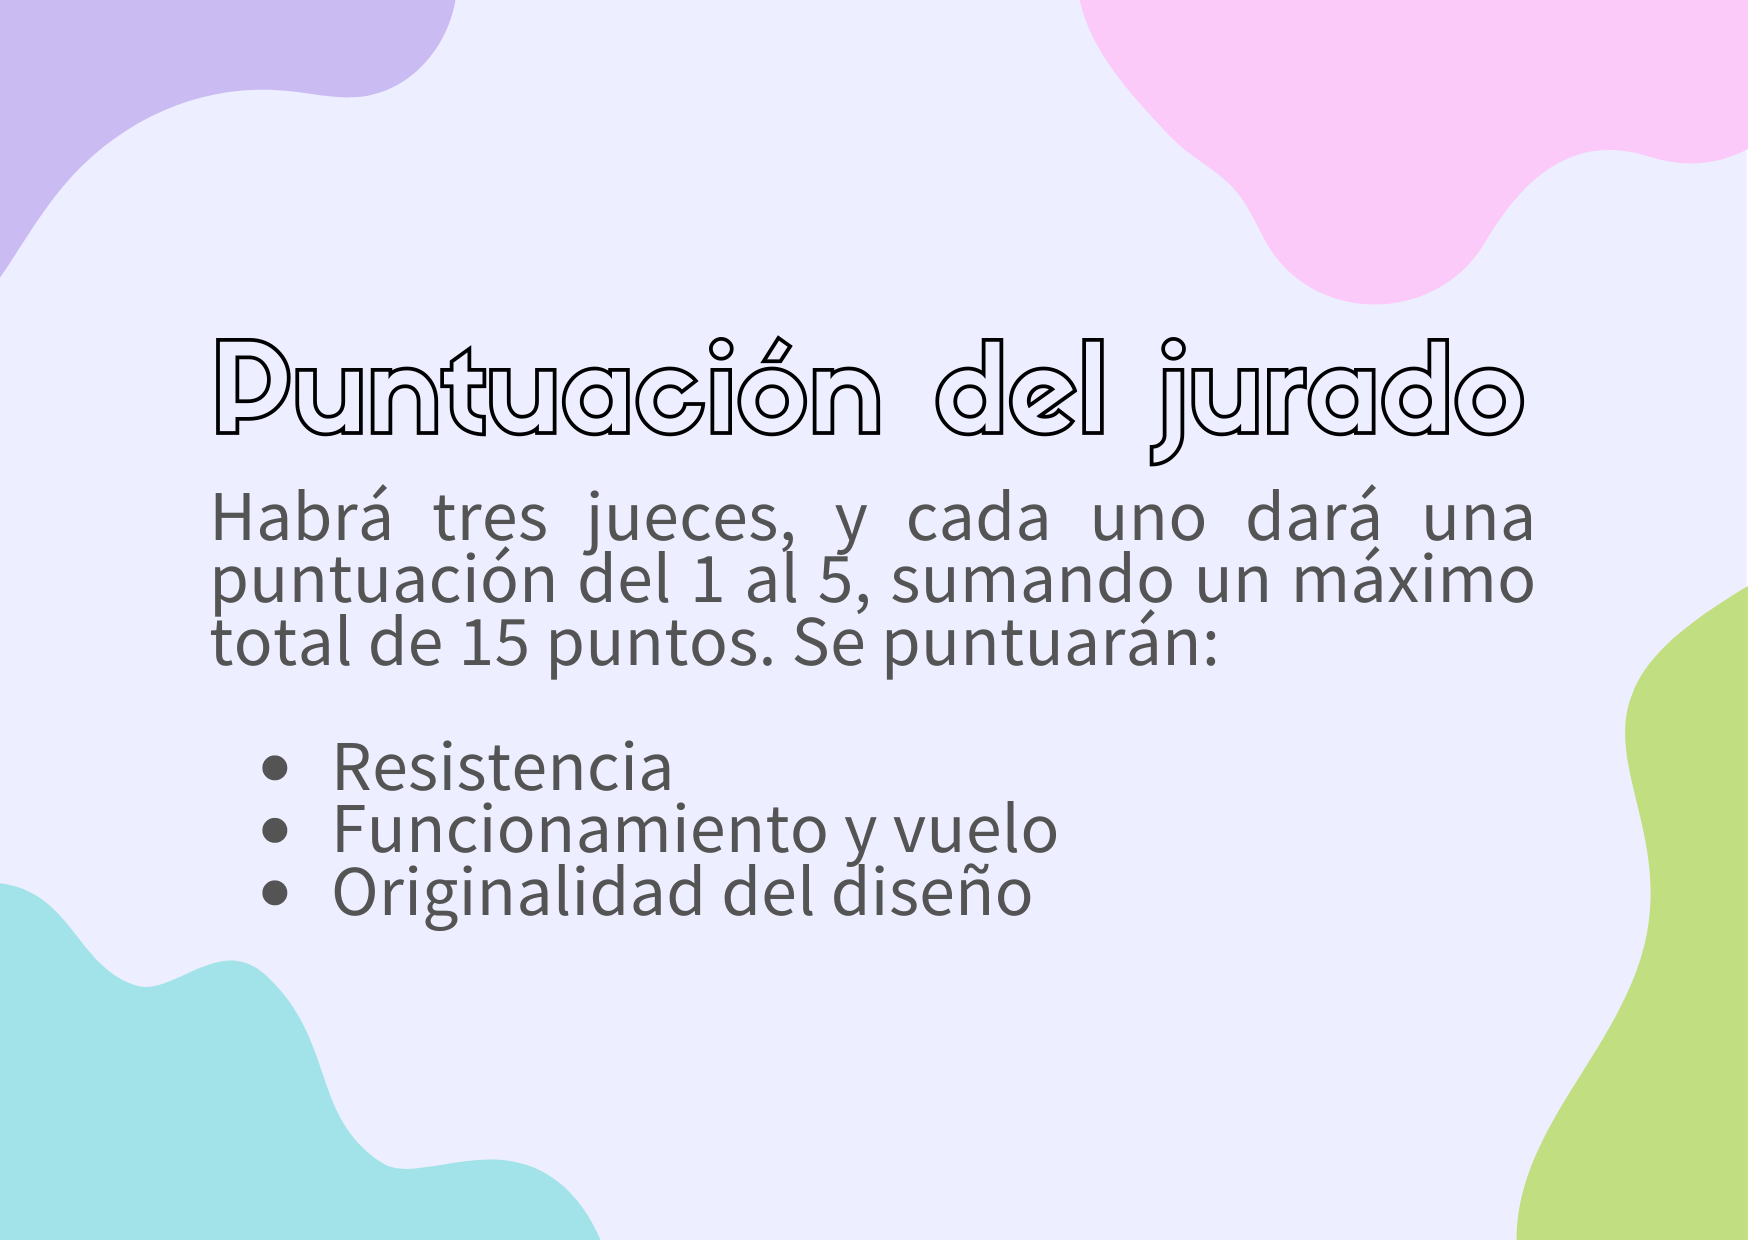 Puntuación del jurado
Habrá tres jueces, y cada uno dará una
puntuación del 1 al 5, sumando un máximo
total de 15 puntos. Se puntuarán:
• Resistencia
• Funcionamiento y vuelo
• Originalidad del diseño